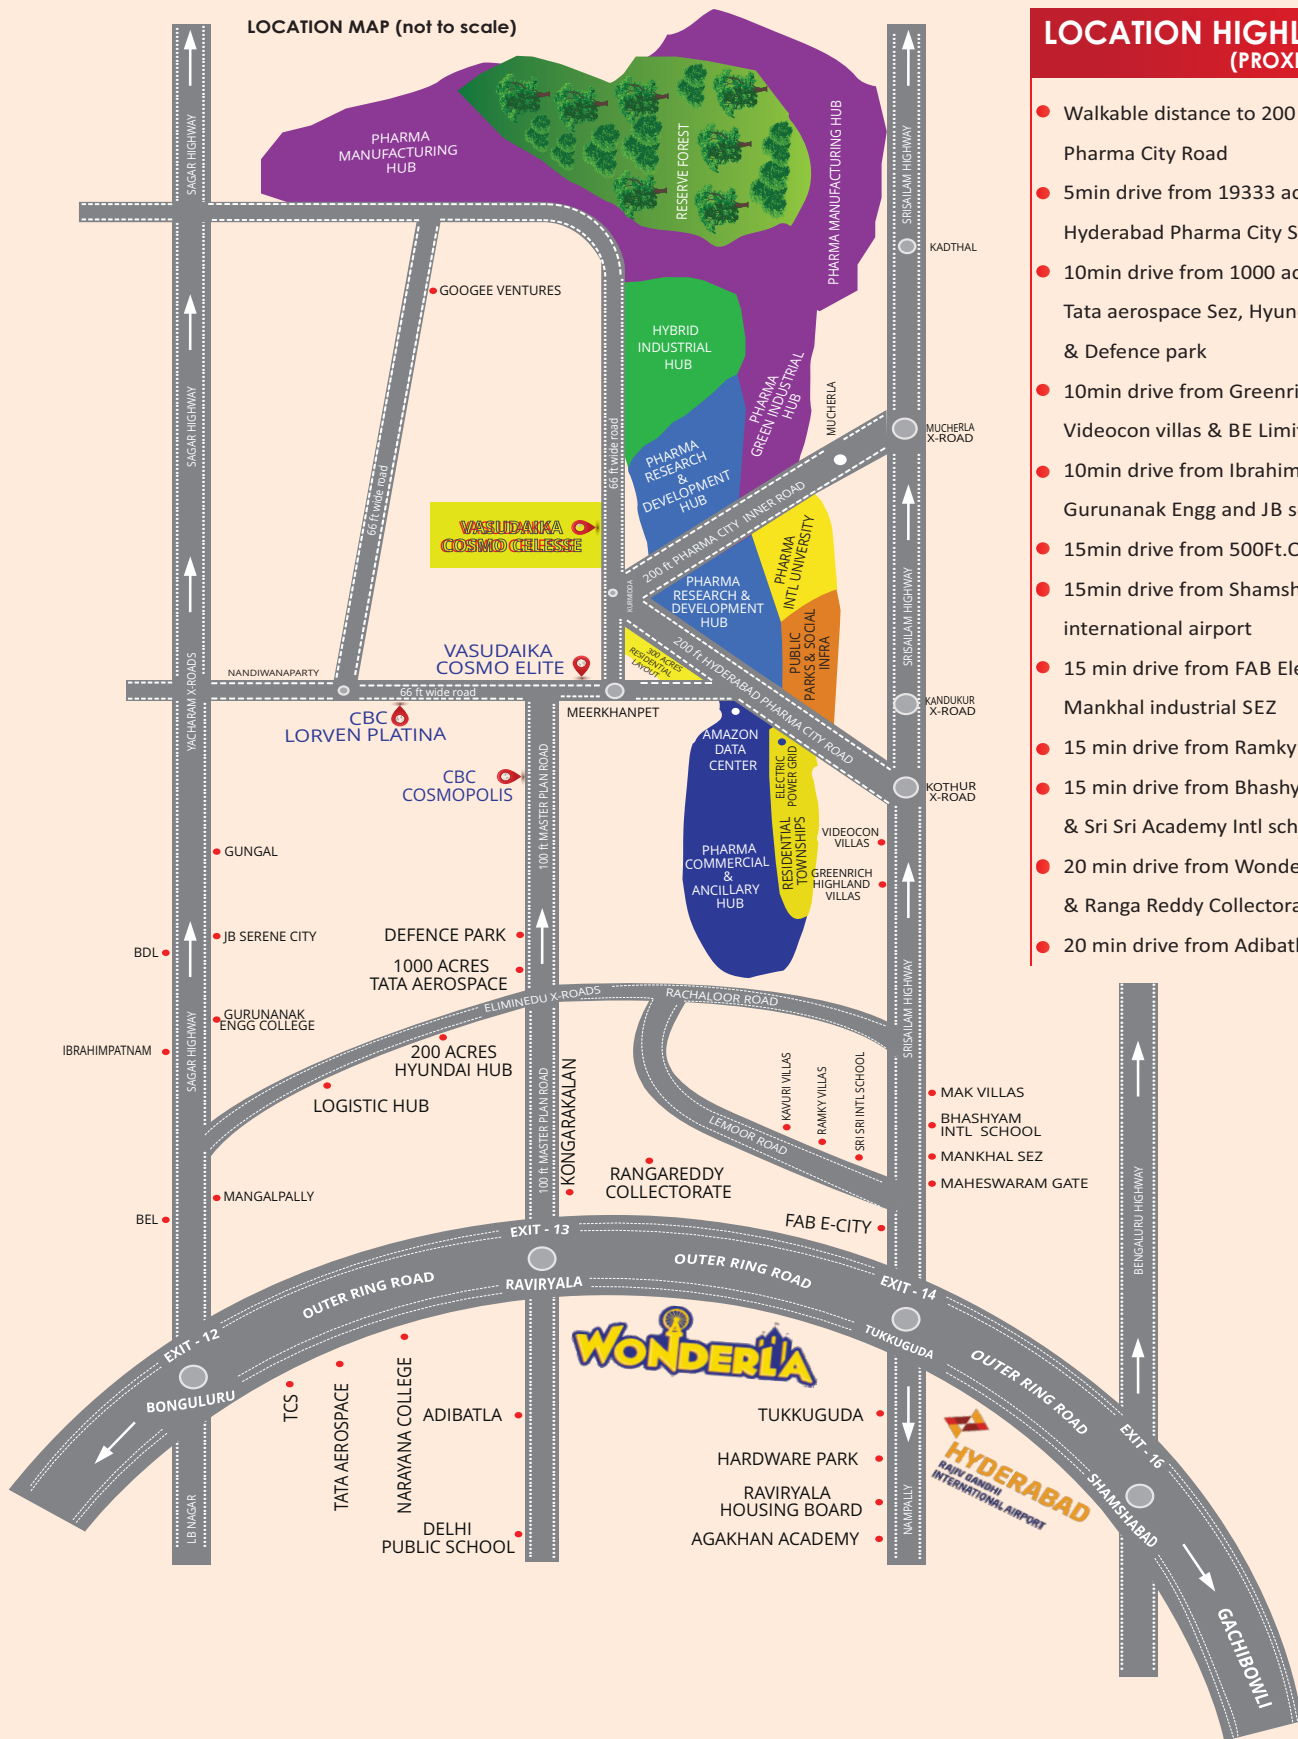 LOCATION MAP (not to scale)
SAGAR HIGHWAY
PHARMA
MANUFACTURING
HUB
RESERVE FOREST
PHARMA MANUFACTURING HUB
SRISAILAM HIGHWAY
KADTHAL
GOOGEE VENTURES
HYBRID
INDUSTRIAL
HUB
PHARMA
GREEN INDUSTRIAL
HUB
MUCHERLA
MUCHERLA
X-ROAD
SAGAR HIGHWAY
66 ft wide road
66 ft wide road
PHARMA
RESEARCH
&
DEVELOPMENT
HUB
200 ft PHARMA CITY INNER ROAD
VASUDAIKA
COSMO CELESSE
PHARMA
INTL UNIVERSITY
KURMIDDA
PHARMA
RESEARCH &
DEVELOPMENT
HUB
PUBLIC
PARKS & SOCIAL
INFRA
SRISAILAM HIGHWAY
300 ACRES
RESIDENTIAL
LAYOUT
200 ft HYDERABAD PHARMA CITY ROAD
VASUDAIKA
COSMO ELITE
NANDIWANAPARTY
66 ft wide road
YACHARAM X-ROADS
MEERKHANPET
KANDUKUR
X-ROAD
CBC
LORVEN PLATINA
AMAZON
DATA
CENTER
ELECTRIC
POWER GRID
CBC
COSMOPOLIS
KOTHUR
X-ROAD
100 ft MASTER PLAN ROAD
VIDEOCON
VILLAS
GUNGAL
PHARMA
COMMERCIAL
&
ANCILLARY
HUB
RESIDENTIAL
TOWNSHIPS
GREENRICH
HIGHLAND
VILLAS
JB SERENE CITY
BDL
DEFENCE PARK
1000 ACRES
TATA AEROSPACE
ELIMINEDU X-ROADS
RACHALOOR ROAD
SRISAILAM HIGHWAY
GURUNANAK
ENGG COLLEGE
IBRAHIMPATNAM
SAGAR HIGHWAY
200 ACRES
HYUNDAI HUB
LOGISTIC HUB
100 ft MASTER PLAN ROAD
KONGARAKALAN
KAVURI VILLAS
RAMKY VILLAS
SRI SRI INTL SCHOOL
LEMOOR ROAD
MAK VILLAS
BHASHYAM
INTL SCHOOL
MANKHAL SEZ
MAHESWARAM GATE
RANGAREDDY
COLLECTORATE
MANGALPALLY
BEL
FAB E-CITY
BENGALURU HIGHWAY
EXIT - 13
RAVIRYALA
OUTER RING ROAD
OUTER RING ROAD
EXIT - 14
TUKKUGUDA
EXIT - 12
BONGULURU
WONDERLA
OUTER RING ROAD
EXIT - 16
SHAMSHABAD
TCS
TATA AEROSPACE
NARAYANA COLLEGE
ADIBATLA
DELHI
PUBLIC SCHOOL
TUKKUGUDA
HARDWARE PARK
RAVIRYALA
HOUSING BOARD
AGAKHAN ACADEMY
HYDERABAD
RAJIV GANDHI
INTERNATIONAL AIRPORT
LB NAGAR
NAMPALLY
GACHIBOWLI
LOCATION HIGHL
(PROXI
Walkable distance to 200
Pharma City Road
5min drive from 19333 ac
Hyderabad Pharma City S
10min drive from 1000 ac
Tata aerospace Sez, Hyun
& Defence park
10min drive from Greenri
Videocon villas & BE Limit
10min drive from Ibrahim
Gurunanak Engg and JB s
15min drive from 500Ft.O
15min drive from Shamsh
international airport
15 min drive from FAB Ele
Mankhal industrial SEZ
15 min drive from Ramky
15 min drive from Bhashy
& Sri Sri Academy Intl sch
20 min drive from Wonde
& Ranga Reddy Collectora
20 min drive from Adibatl